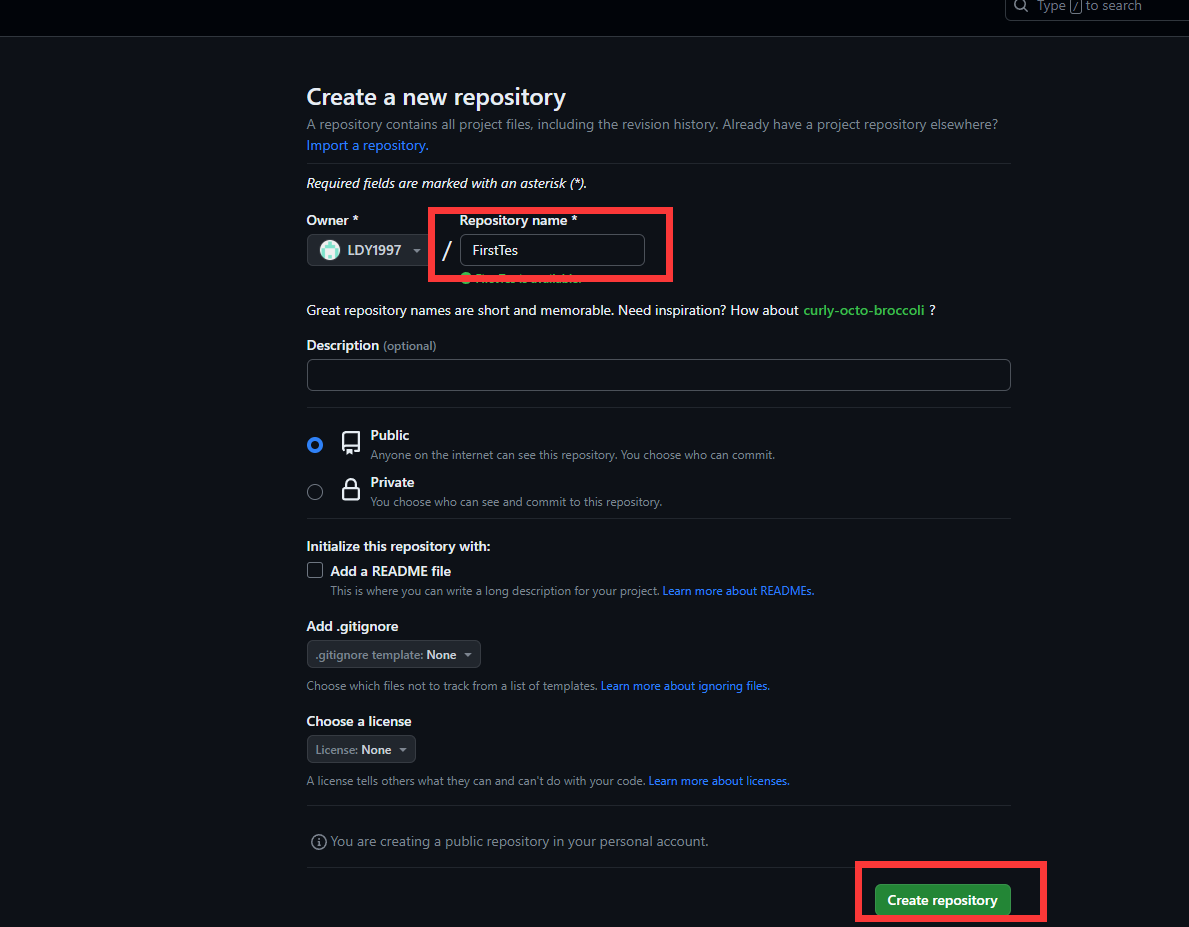 Type / to search
Create a new repository
A repository contains all project files, including the revision history. Already have a project repository elsewhere?
Import a repository.
Required fields are marked with an asterisk (*).
Owner * Repository name *
LDY1997 / FirstTes
is available.
Great repository names are short and memorable. Need inspiration? How about curly-octo-broccoli ?
Description (optional)
Public
Anyone on the internet can see this repository. You choose who can commit.
Private
You choose who can see and commit to this repository.
Initialize this repository with:
Add a README file
This is where you can write a long description for your project. Learn more about READMEs.
Add .gitignore
.gitignore template: None
Choose which files not to track from a list of templates. Learn more about ignoring files.
Choose a license
License: None
A license tells others what they can and can't do with your code. Learn more about licenses.
You are creating a public repository in your personal account.
Create repository